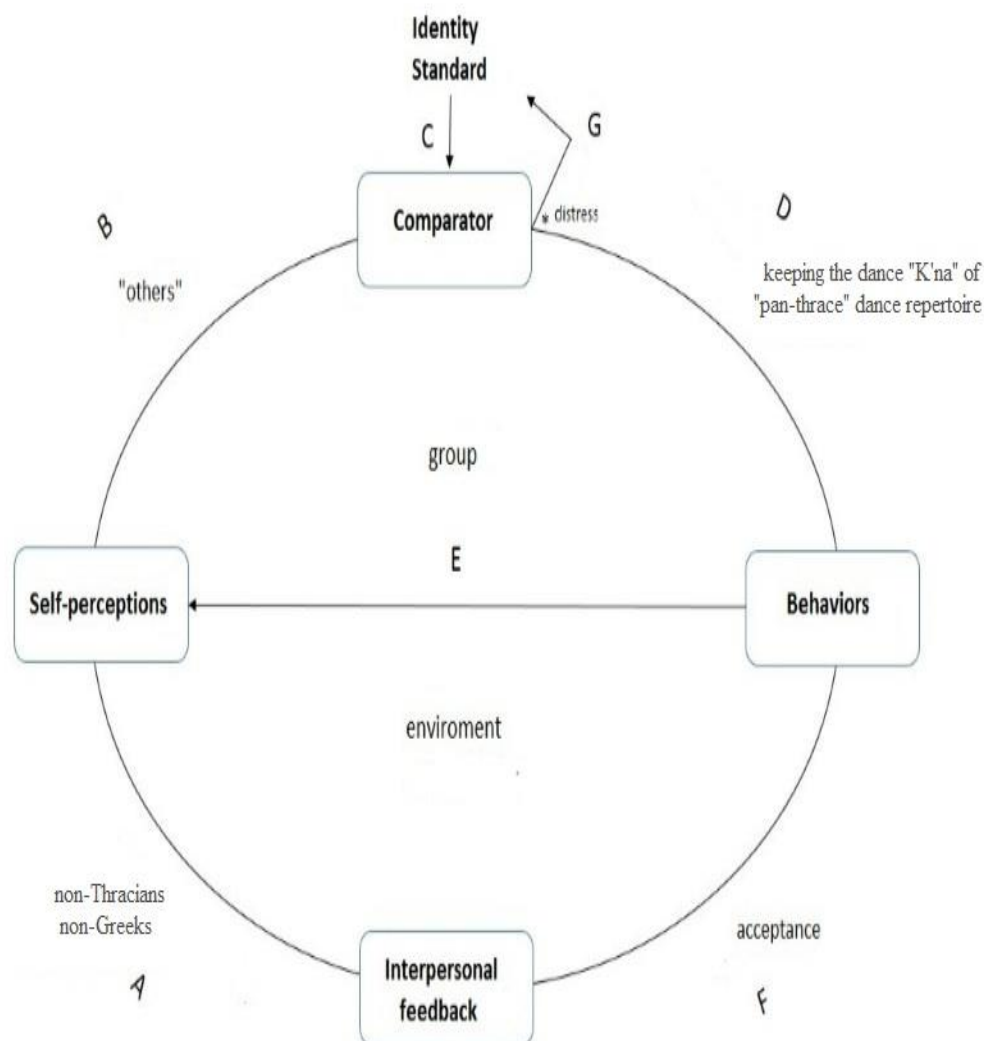 Identity
Standard
C
G
Comparator
* distress
B
D
"others"
keeping the dance "K'na" of
"pan-thrace" dance repertoire
group
E
Self-perceptions
Behaviors
enviroment
non-Thracians
non-Greeks
acceptance
A
Interpersonal
feedback
F